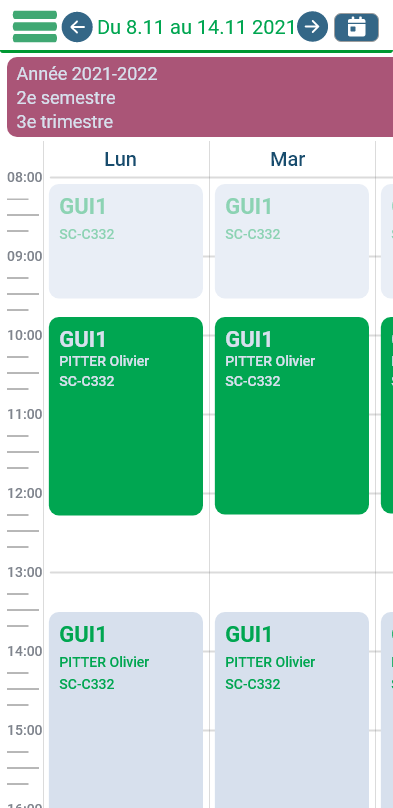 Du 8.11 au 14.11 2021
Année 2021-2022
2e semestre
3e trimestre
Lun Mar
08:00
GUI1 GUI1
SC-C332 SC-C332
09:00
10:00
GUI1 GUI1
PITTER Olivier PITTER Olivier
SC-C332 SC-C332
11:00
12:00
13:00
GUI1 GUI1
14:00
PITTER Olivier PITTER Olivier
SC-C332 SC-C332
15:00
16:00